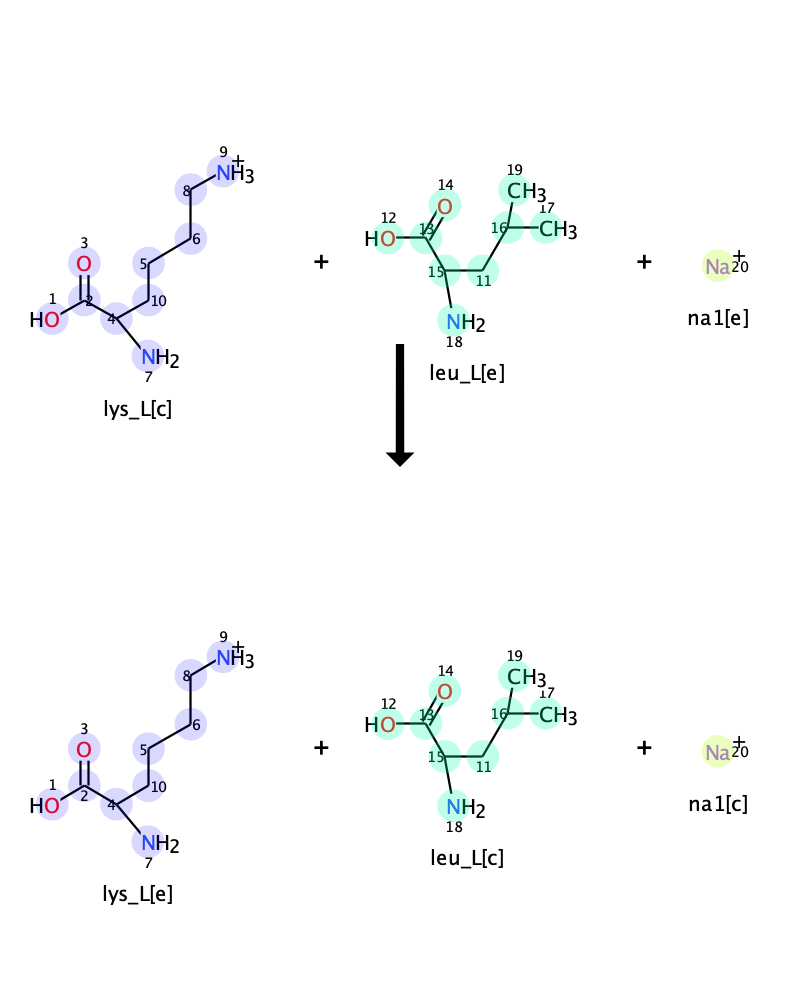 9
+
NH3
8
6
3
O
5
1
2
10
HO
4
NH2
7
lys_L[c]
+
19
CH3
14
O
17
12
13
16
CH3
HO
15
11
NH2
18
leu_L[e]
+
Na+
20
na1[e]
9
+
NH3
8
6
3
O
5
1
2
10
HO
4
NH2
7
lys_L[e]
+
19
CH3
14
O
17
12
13
16
CH3
HO
15
11
NH2
18
leu_L[c]
+
Na+
20
na1[c]